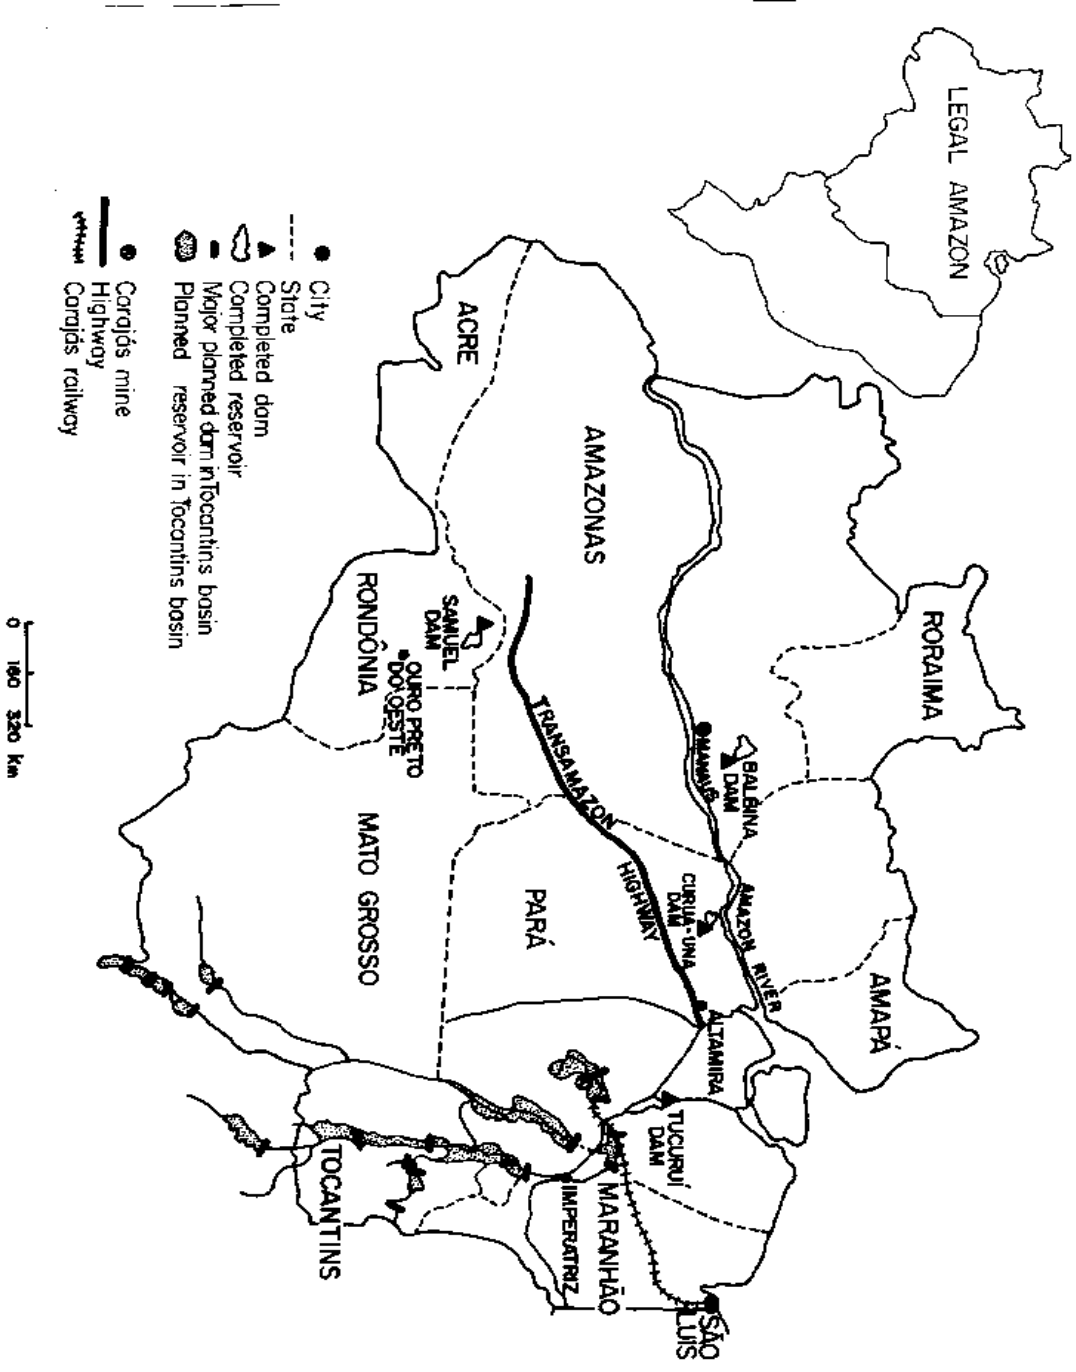 LEGAL AMAZON
RORAIMA
AMAPÁ
BALBINA
DAM
MANAUS
AMAZON RIVER
AMAZONAS
CURUA-UNA
DAM
ALTAMIRA
TUCURUÍ
DAM
SÃO
LUÍS
TRANSAMAZON
HIGHWAY
PARÁ
MARANHÃO
IMPERATRIZ
ACRE
SAMUEL
DAM
OURO PRETO
DO OESTE
RONDÔNIA
MATO GROSSO
TOCANTINS
City
State
Completed dam
Completed reservoir
Major planned dam in Tocantins basin
Planned reservoir in Tocantins basin
Carajás mine
Highway
Carajás railway
0 160 320 km